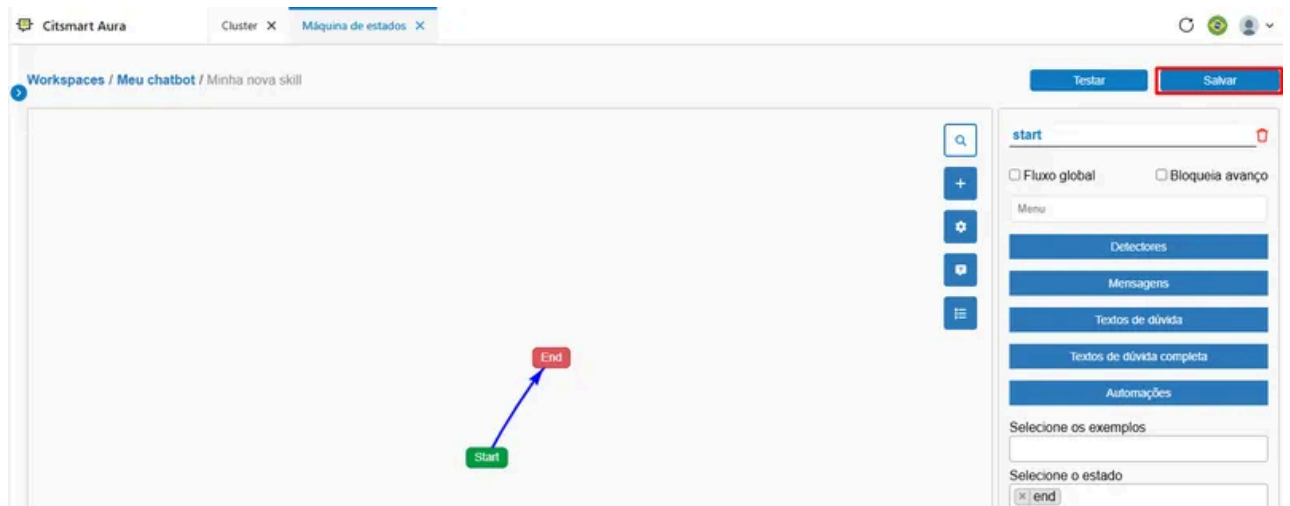 Citsmart Aura
Cluster X
Máquina de estados X
Workspaces / Meu chatbot / Minha nova skill
Testar
Salvar
start
Fluxo global
Bloqueia avanço
Menu
Detectores
Mensagens
Textos de dúvida
Textos de dúvida completa
Automações
Selecione os exemplos
Selecione o estado
× end
End
Start